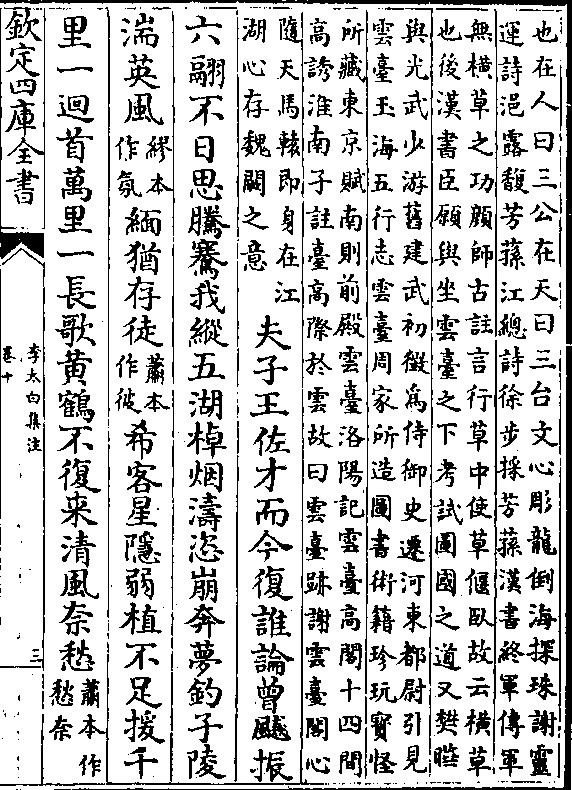 也在人曰三公在天曰三台文心彫龍倒海探珠謝靈
運詩浥露馥芳蓀江總詩徐步採芳蓀漢書終軍傳軍
無橫草之功顔師古註言行草中使草偃臥故云橫草
也後漢書臣願與坐雲臺之下考試圖國之道又樊曄
與光武少游舊建武初徵為侍御史遷河東都尉引見
雲臺玉海五行志雲臺周家所造圖書術籍珍玩寶怪
所藏東京賦南則前殿雲臺洛陽記雲臺高閣十四間
高誘淮南子註臺高際於雲故曰雲臺跡謝雲臺閣心
隨天馬轅即身在江
湖心存魏闕之意
夫子王佐才而今復誰論曾飈振
六翮不日思騰騫我縱五湖棹烟濤恣崩奔夢釣子陵
湍英風
繆本
作氛
緬猶存徒
蕭本
作彼
希客星隱弱植不足援千
里一迴首萬里一長歌黄鶴不復来清風奈愁
蕭本作
愁奈
欽定四庫全書
李太白集注
卷十
三